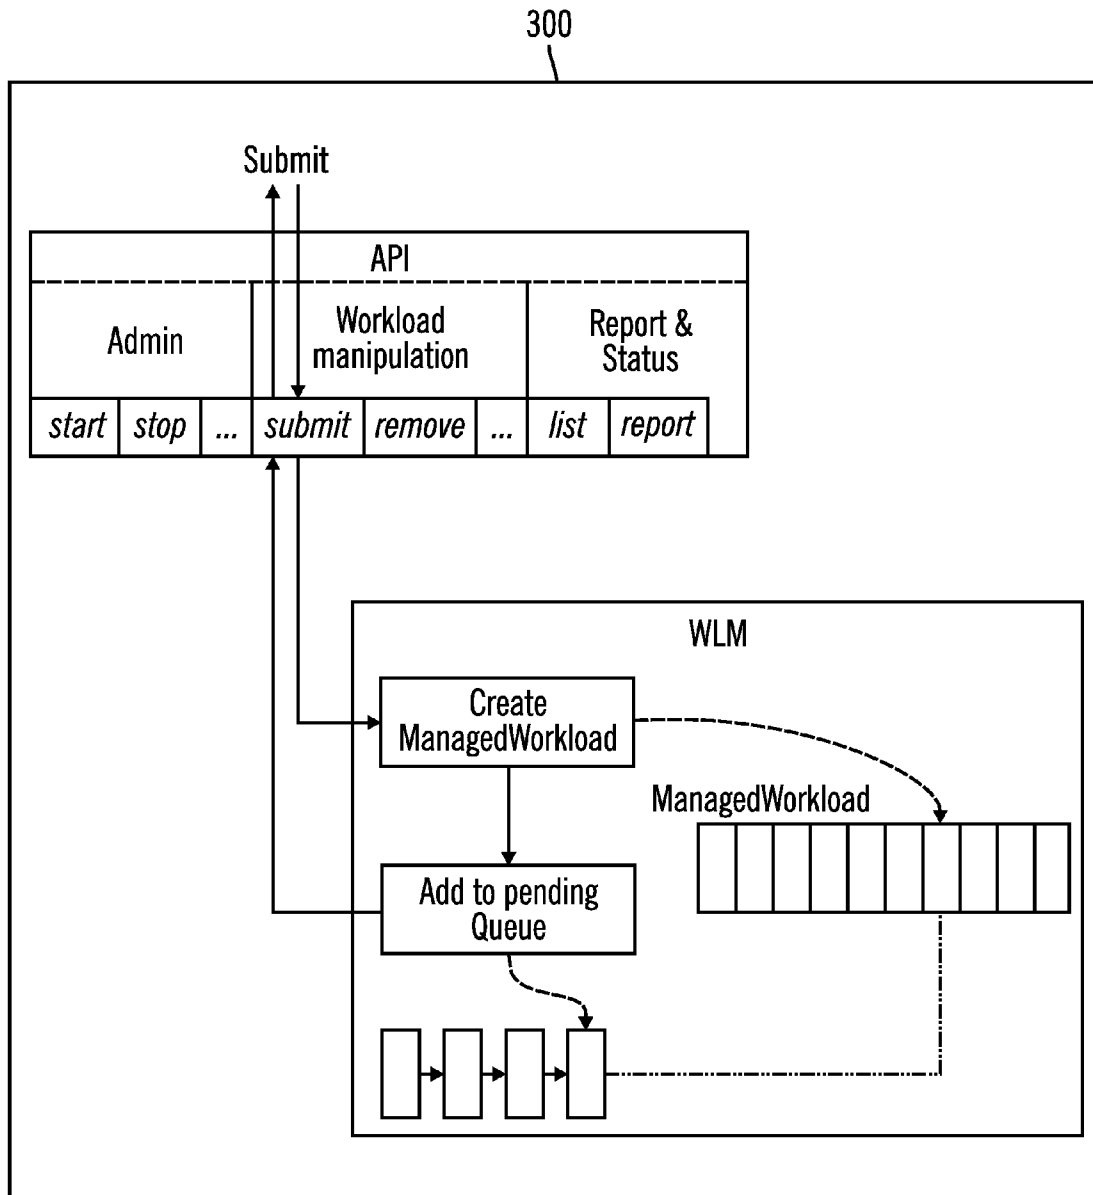 300
Submit
API
Admin
Workload
manipulation
Report &
Status
start stop ... submit remove ... list report
WLM
Create
ManagedWorkload
ManagedWorkload
Add to pending
Queue